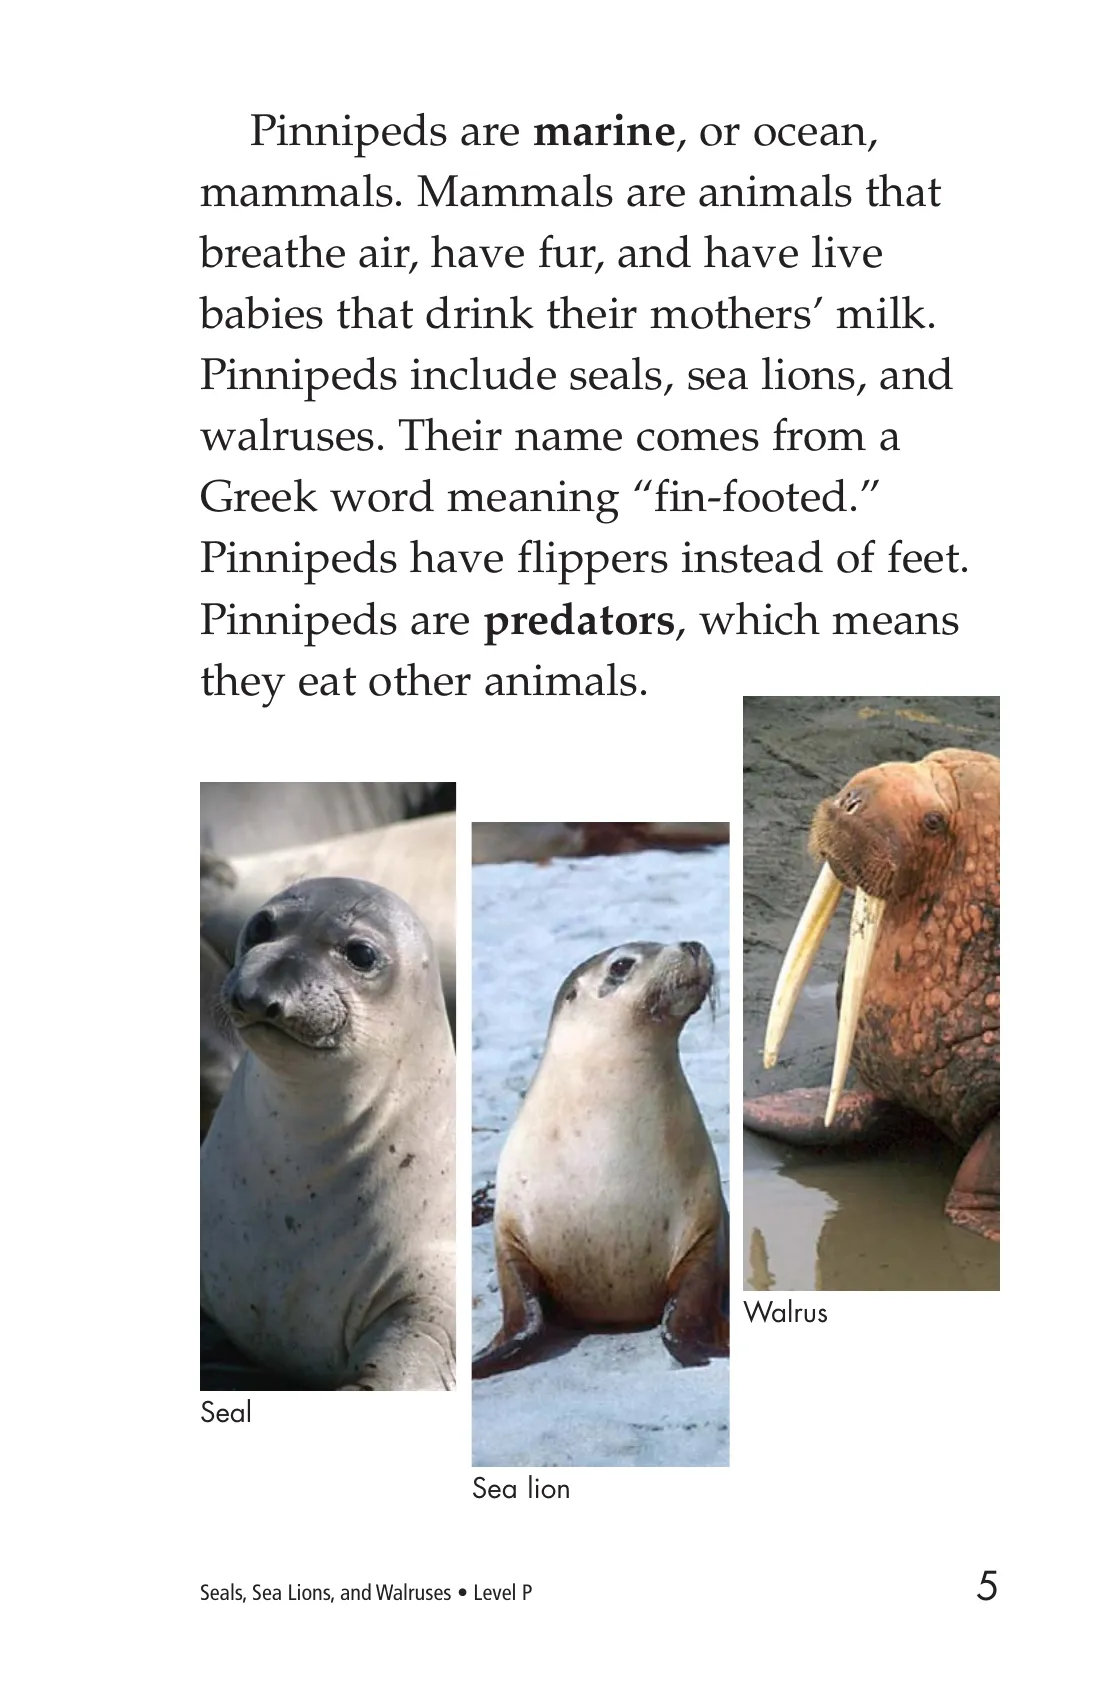 Pinnipeds are marine, or ocean,
mammals. Mammals are animals that
breathe air, have fur, and have live
babies that drink their mothers’ milk.
Pinnipeds include seals, sea lions, and
walruses. Their name comes from a
Greek word meaning “fin-footed.”
Pinnipeds have flippers instead of feet.
Pinnipeds are predators, which means
they eat other animals.
Seal
Sea lion
Walrus
Seals, Sea Lions, and Walruses • Level P
5